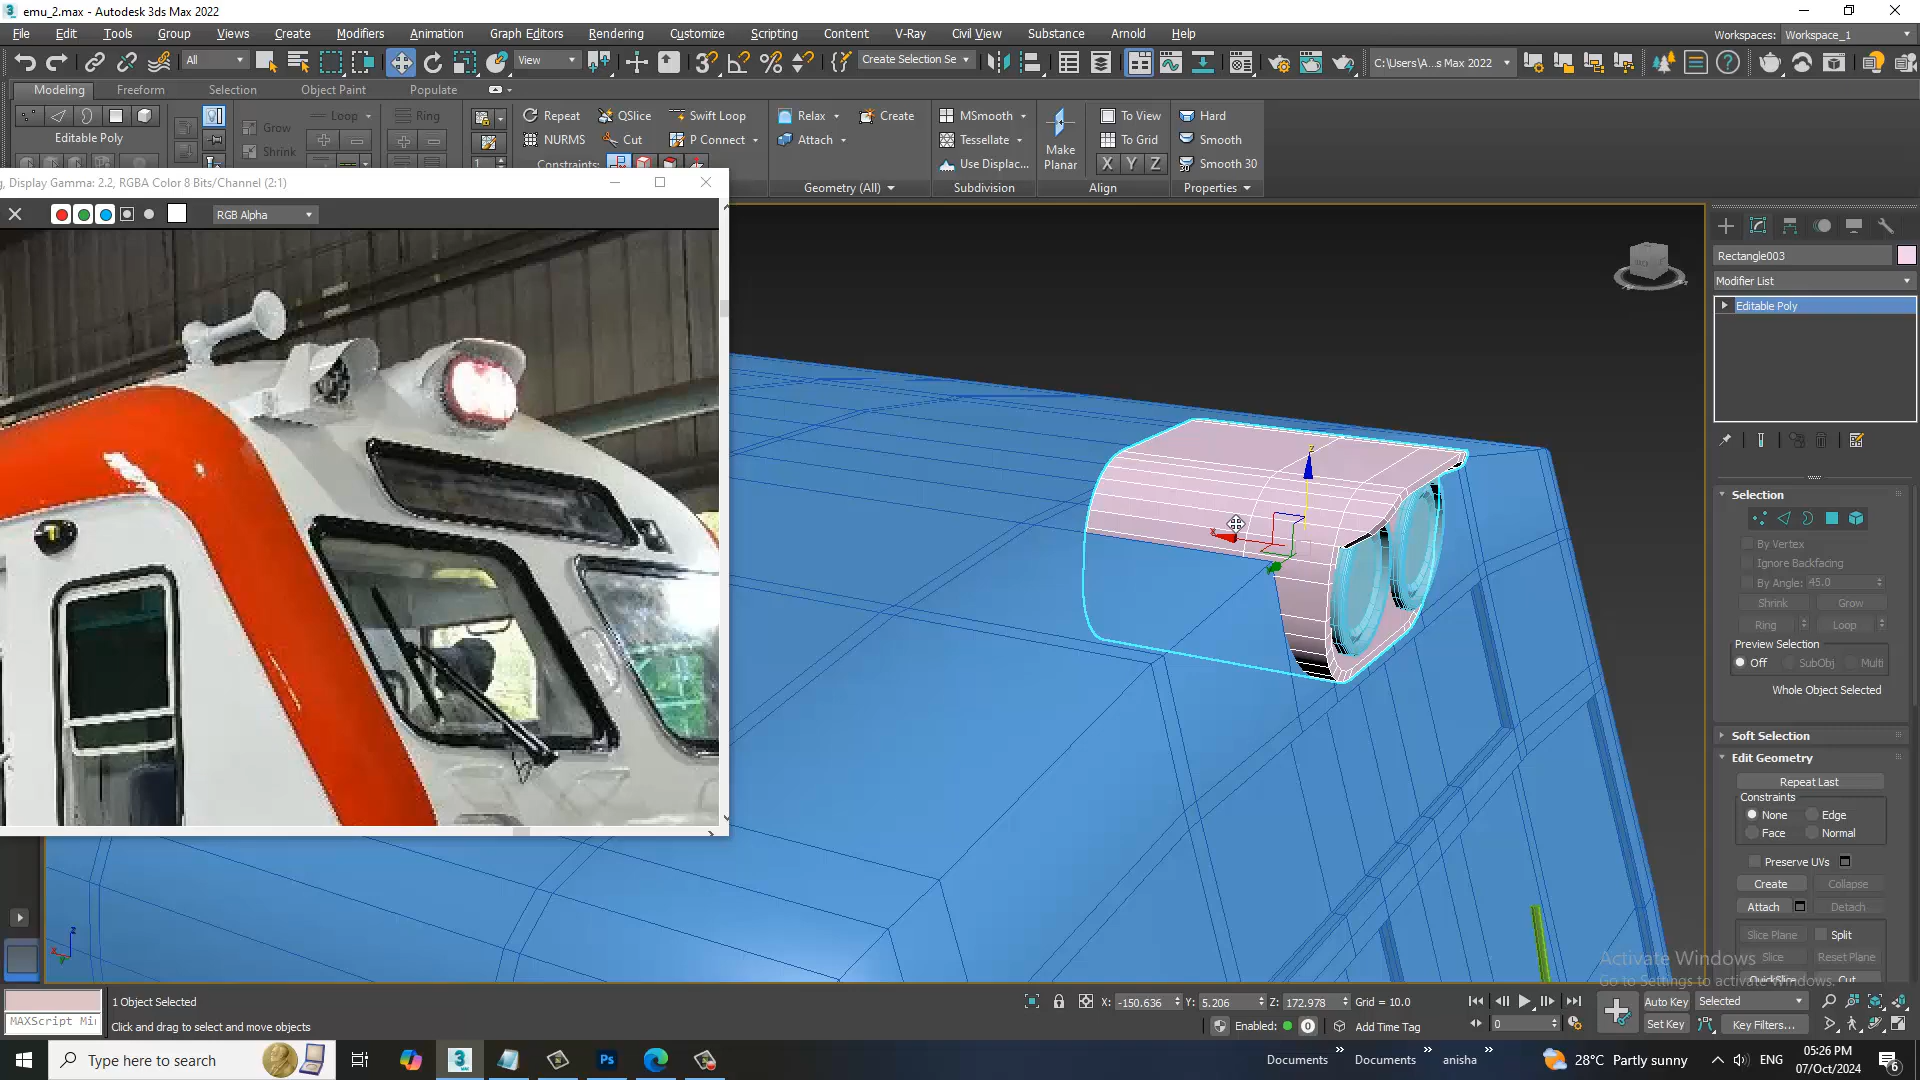 emu_2.max - Autodesk 3ds Max 2022
File Edit Tools Group Views Create Modifiers Animation Graph Editors Rendering Customize Scripting Content V-Ray Civil View Substance Arnold Help
Workspaces: Workspace_1
All
View
Create Selection Se
C:\Users\A...s Max 2022
Modeling Freeform Selection Object Paint Populate
Grow
Shrink
Loop
Ring
Repeat QSlice Swift Loop
NURMS Cut P Connect
Constraints:
Relax Create
Attach
MSmooth
Tessellate
Use Displac...
Make
Planar
To View
To Grid
X Y Z
Hard
Smooth
Smooth 30
Editable Poly
Geometry (All)
Subdivision
Align
Properties
g, Display Gamma: 2.2, RGBA Color 8 Bits/Channel (2:1)
RGB Alpha
Rectangle003
Modifier List
Editable Poly
Selection
By Vertex
Ignore Backfacing
By Angle: 45.0
Shrink Grow
Ring Loop
Preview Selection
Off SubObj Multi
Whole Object Selected
Soft Selection
Edit Geometry
Repeat Last
Constraints
None Edge
Face Normal
Preserve UVs
Create Collapse
Attach Detach
Slice Plane Split
Slice Reset Plane
QuickSlice Cut
Activate Windows
Go to Settings to activate Windows.
1 Object Selected
MAXScript Mi
Click and drag to select and move objects
X: -150.636 Y: 5.206 Z: 172.978 Grid = 10.0
Enabled: 0 Add Time Tag
0
Auto Key Selected
Set Key Key Filters...
Type here to search
Documents Documents anisha
28°C Partly sunny
ENG
05:26 PM
07/Oct/2024
6